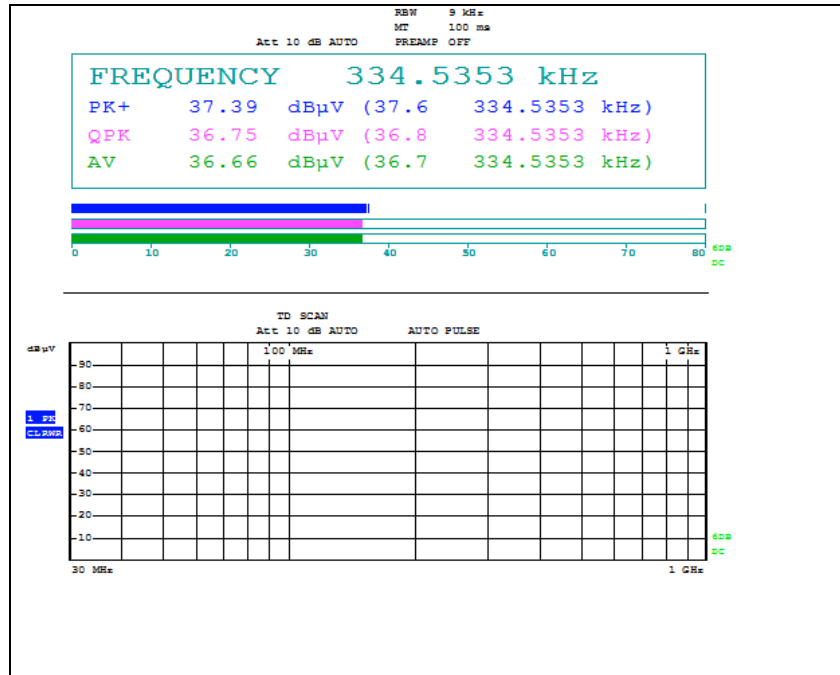 RBW 9 kHz
MT 100 ms
Att 10 dB AUTO PREAMP OFF
FREQUENCY 334.5353 kHz
PK+ 37.39 dBµV (37.6 334.5353 kHz)
QPK 36.75 dBµV (36.8 334.5353 kHz)
AV 36.66 dBµV (36.7 334.5353 kHz)
0 10 20 30 40 50 60 70 80
6DB
DC
TD SCAN
Att 10 dB AUTO AUTO PULSE
dBµV
100 MHz 1 GHz
90
80
70
1 PK
60
CLRWR
50
40
30
20
10
6DB
DC
30 MHz 1 GHz